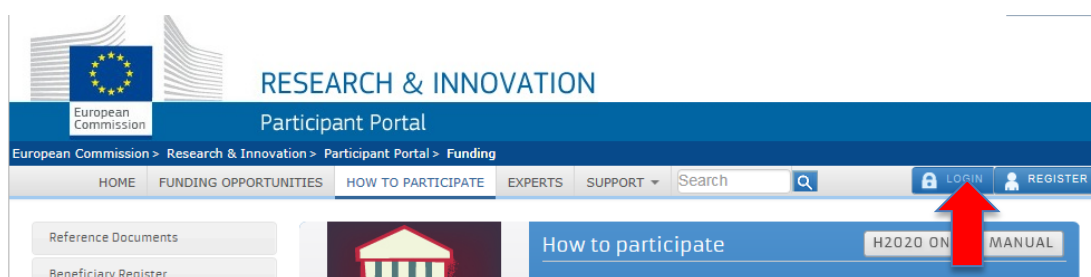 RESEARCH & INNOVATION
European
Commission
Participant Portal
European Commission > Research & Innovation > Participant Portal > Funding
HOME FUNDING OPPORTUNITIES HOW TO PARTICIPATE EXPERTS SUPPORT Search LOGIN REGISTER
Reference Documents
How to participate
H2020 ON MANUAL
Beneficiary Register